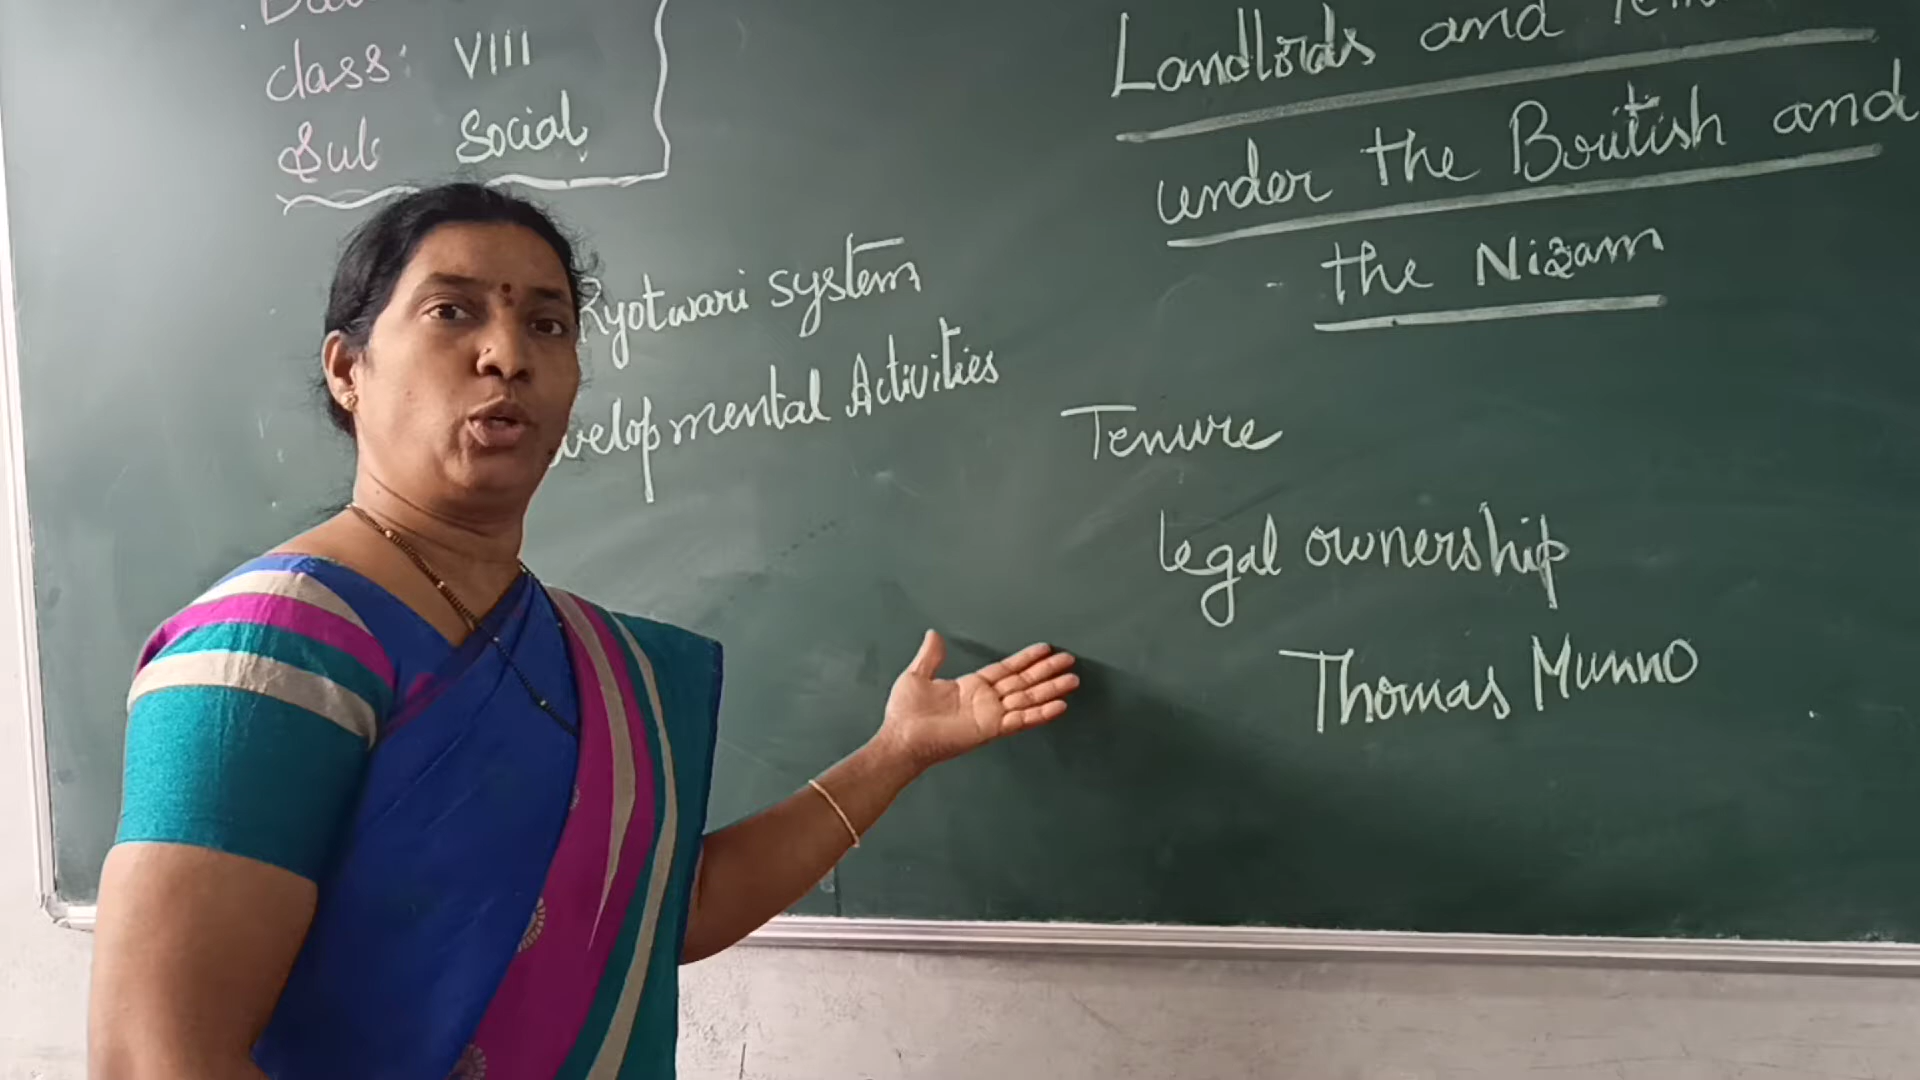 class: VIII
Sub Social
Ryotwari system
velopmental Activities
Landlords and
under the British and
the Nizam
Tenure
legal ownership
Thomas Munno